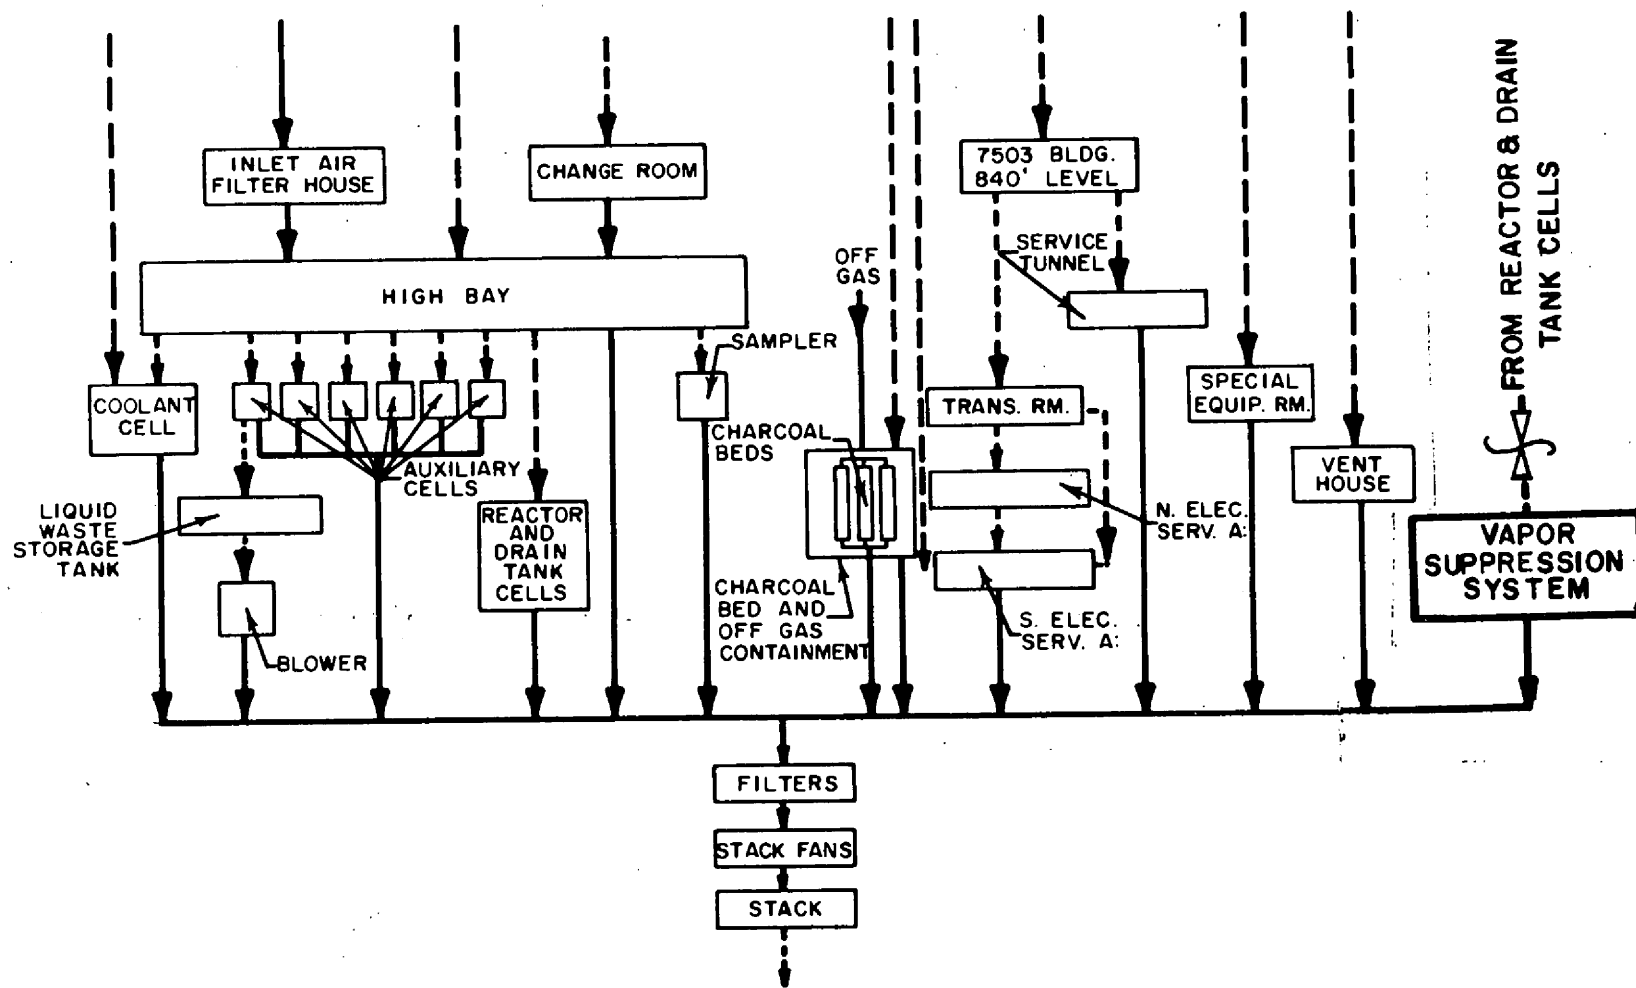 INLET AIR
FILTER HOUSE
CHANGE ROOM
7503 BLDG.
840' LEVEL
FROM REACTOR & DRAIN
TANK CELLS
HIGH BAY
OFF
GAS
SERVICE
TUNNEL
SAMPLER
COOLANT
CELL
CHARCOAL
BEDS
TRANS. RM.
SPECIAL
EQUIP. RM.
AUXILIARY
CELLS
VENT
HOUSE
LIQUID
WASTE
STORAGE
TANK
REACTOR
AND
DRAIN
TANK
CELLS
N. ELEC.
SERV. A:
VAPOR
SUPPRESSION
SYSTEM
CHARCOAL
BED AND
OFF GAS
CONTAINMENT
S. ELEC.
SERV. A:
BLOWER
FILTERS
STACK FANS
STACK